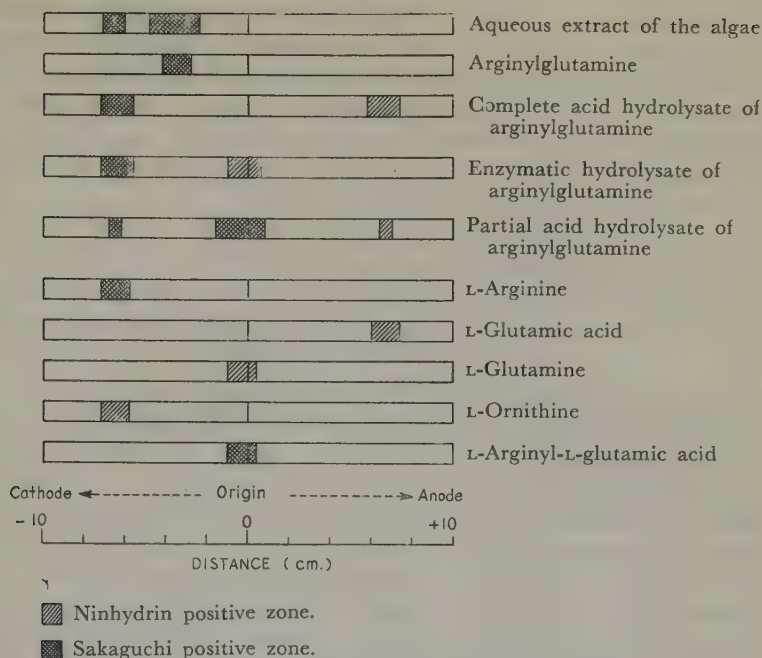 Aqueous extract of the algae
Arginylglutamine
Complete acid hydrolysate of
arginylglutamine
Enzymatic hydrolysate of
arginylglutamine
Partial acid hydrolysate of
arginylglutamine
L-Arginine
L-Glutamic acid
L-Glutamine
L-Ornithine
L-Arginyl-L-glutamic acid
Cathode Origin Anode
-10 0 +10
DISTANCE (cm.)
Ninhydrin positive zone.
Sakaguchi positive zone.